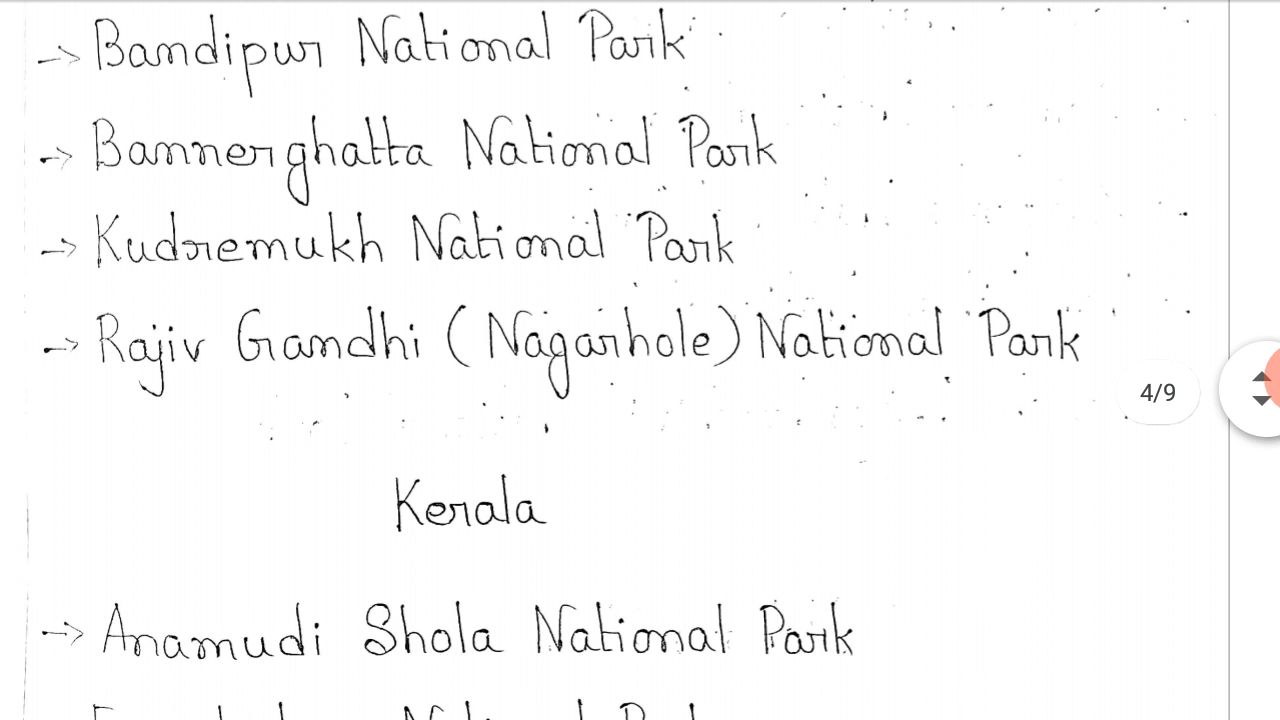 -> Bandipur National Park
-> Bannerghatta National Park
-> Kudremukh National Park
-> Rajiv Gandhi (Nagarhole) National Park
4/9
Kerala
-> Anamudi Shola National Park